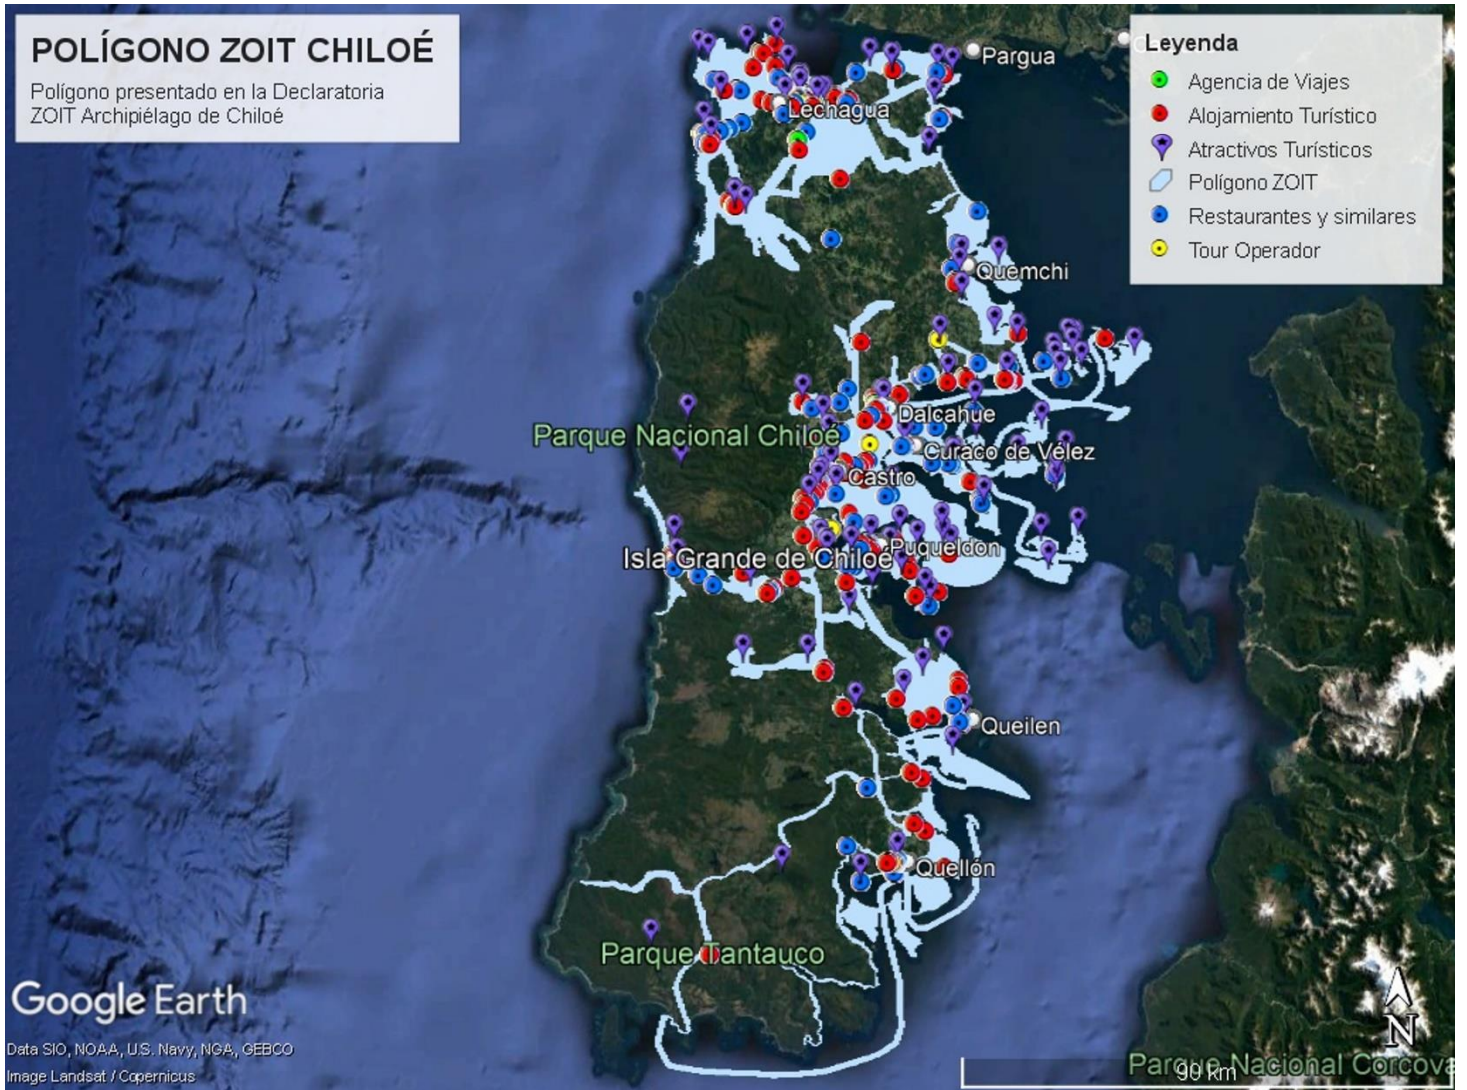 POLÍGONO ZOIT CHILOÉ
Polígono presentado en la Declaratoria
ZOIT Archipiélago de Chiloé
Leyenda
Agencia de Viajes
Alojamiento Turístico
Atractivos Turísticos
Polígono ZOIT
Restaurantes y similares
Tour Operador
Pargua
Lechagua
Quemchi
Dalcahue
Parque Nacional Chiloé
Curaco de Vélez
Castro
Puqueldón
Isla Grande de Chiloé
Queilen
Quellón
Parque Tantauco
Google Earth
Data SIO, NOAA, U.S. Navy, NGA, GEBCO
Image Landsat / Copernicus
N
Parque Nacional Corcova
90 km